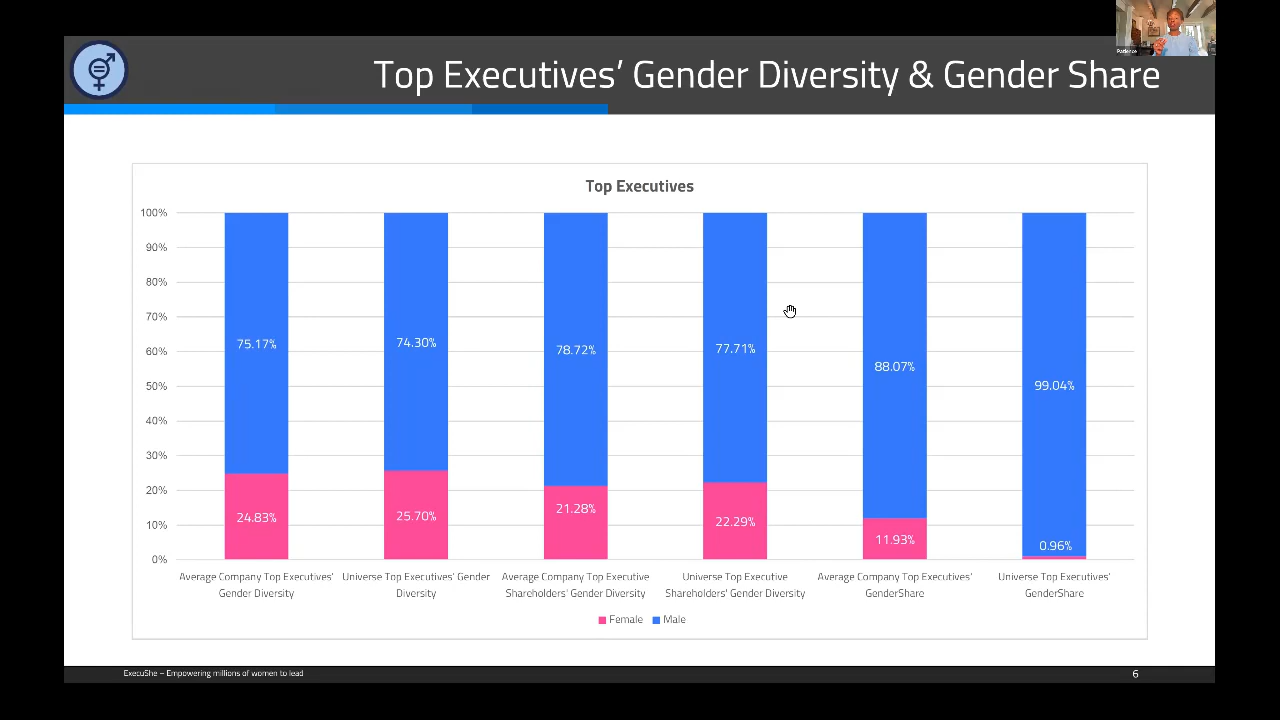 Patience
Top Executives' Gender Diversity & Gender Share
Top Executives
100%
90%
80%
70%
60%
50%
40%
30%
20%
10%
0%
75.17%
74.30%
78.72%
77.71%
88.07%
99.04%
24.83%
25.70%
21.28%
22.29%
11.93%
0.96%
Average Company Top Executives'
Gender Diversity
Universe Top Executives' Gender
Diversity
Average Company Top Executive
Shareholders' Gender Diversity
Universe Top Executive
Shareholders' Gender Diversity
Average Company Top Executives'
GenderShare
Universe Top Executives'
GenderShare
Female Male
ExecuShe – Empowering millions of women to lead
6